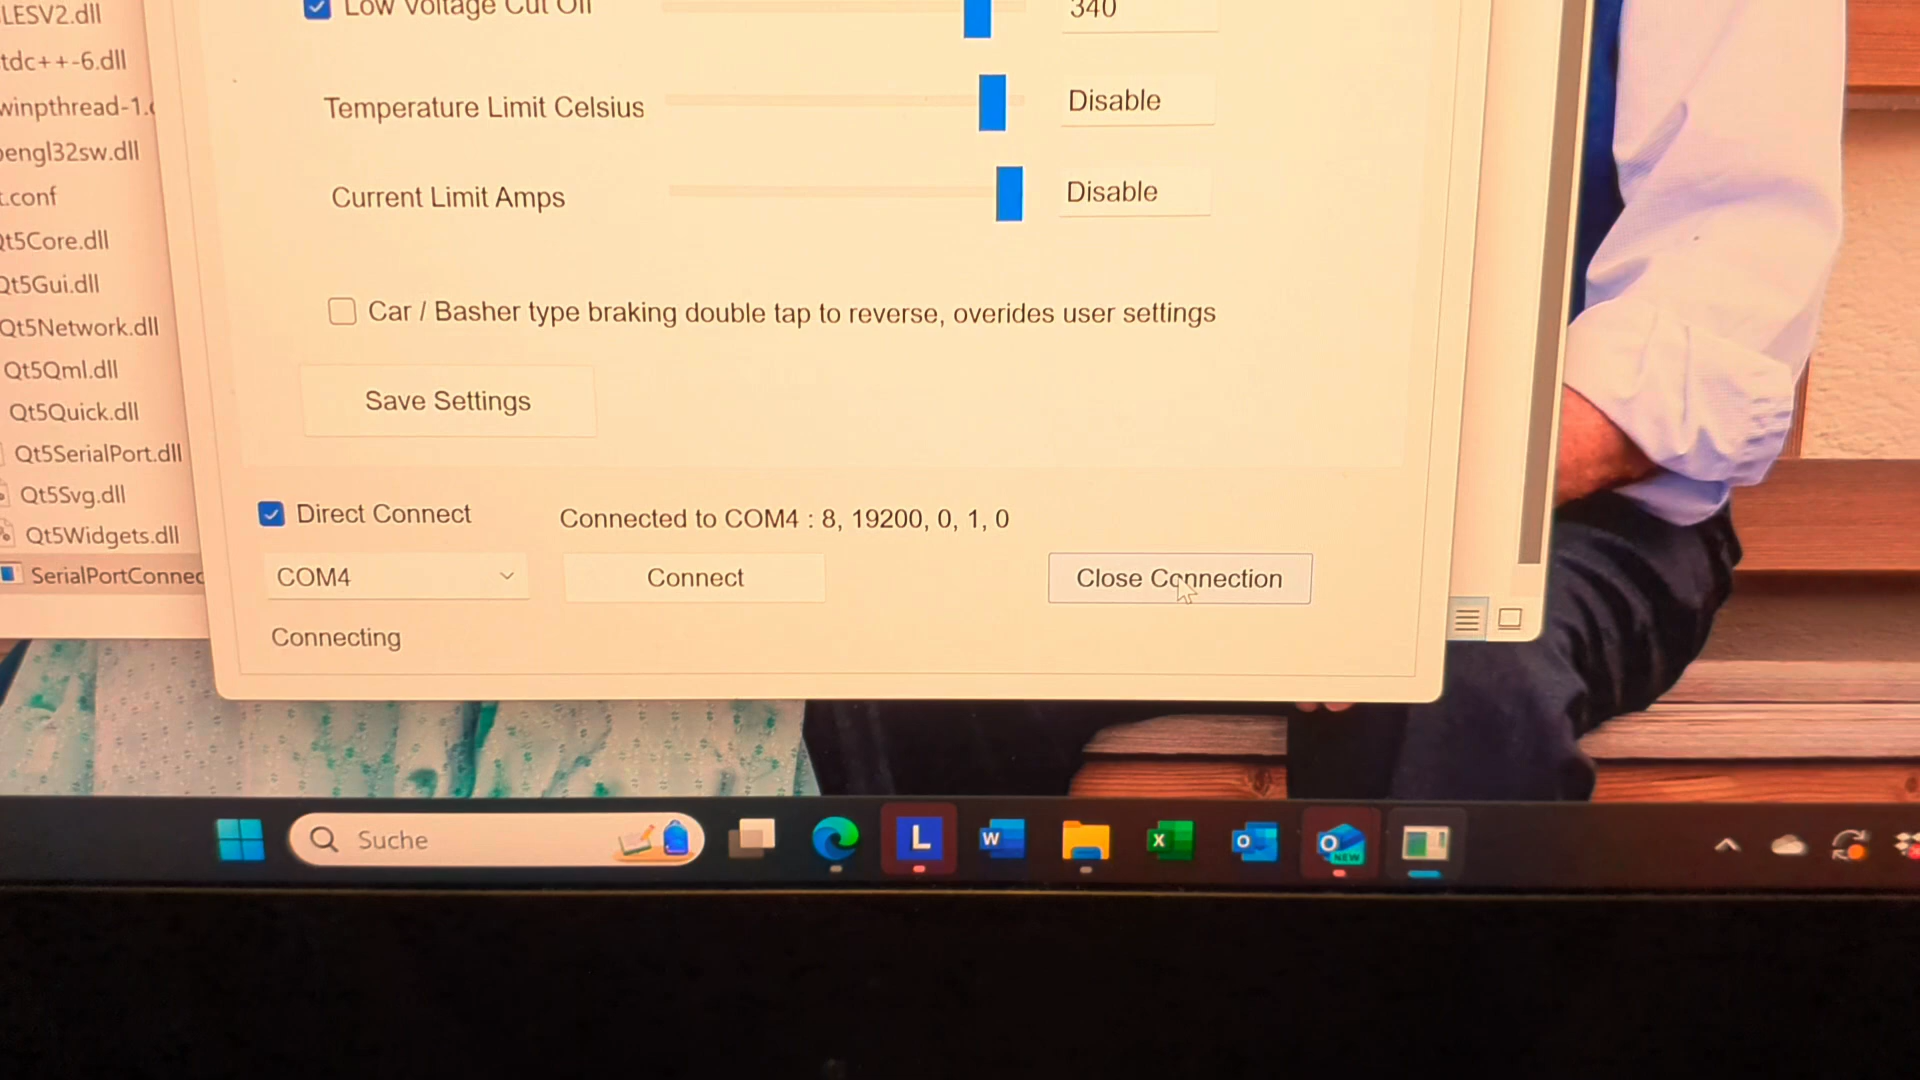 LESV2.dll
Low Voltage Cut Off
340
tdc++-6.dll
winpthread-1.
Temperature Limit Celsius
Disable
engl32sw.dll
.conf
Current Limit Amps
Disable
Qt5Core.dll
Qt5Gui.dll
Qt5Network.dll
Car / Basher type braking double tap to reverse, overides user settings
Qt5Qml.dll
Qt5Quick.dll
Save Settings
Qt5SerialPort.dll
Qt5Svg.dll
Qt5Widgets.dll
Direct Connect
Connected to COM4 : 8, 19200, 0, 1, 0
SerialPortConnec
COM4
Connect
Close Connection
Connecting
Suche
L
W
X
O
O
NEW